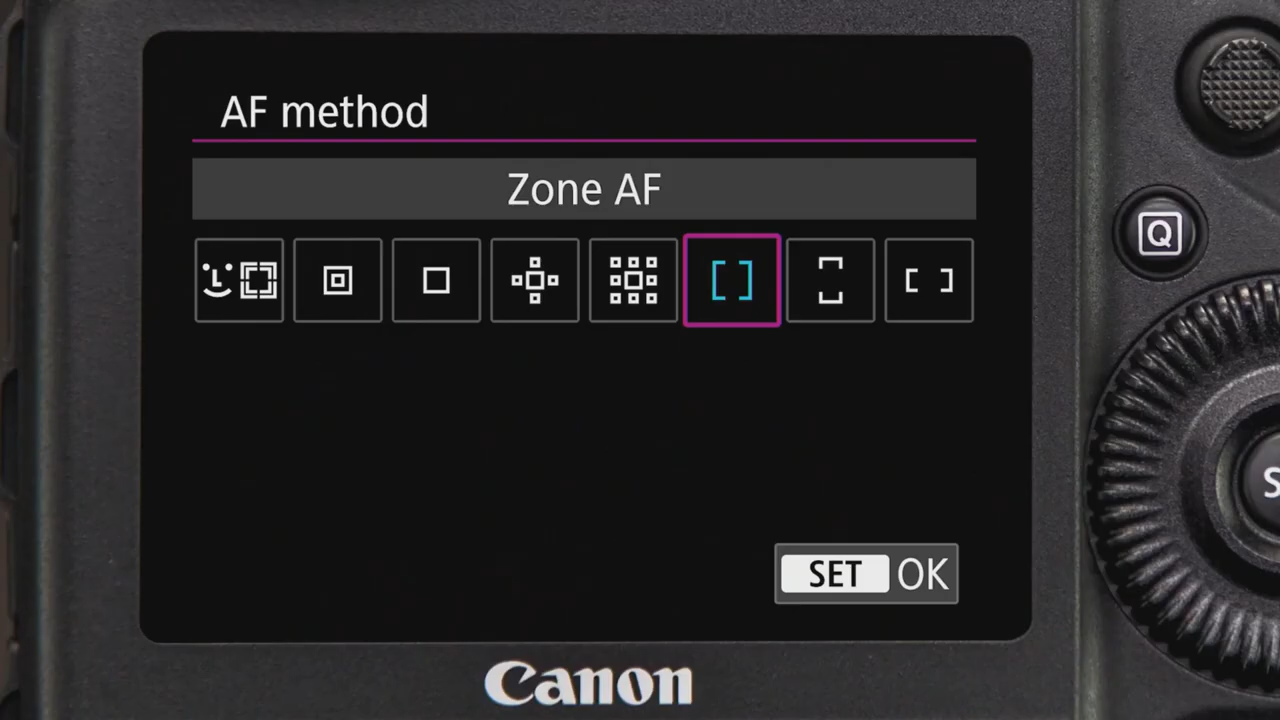 AF method
Zone AF
SET OK
Q
S
Canon